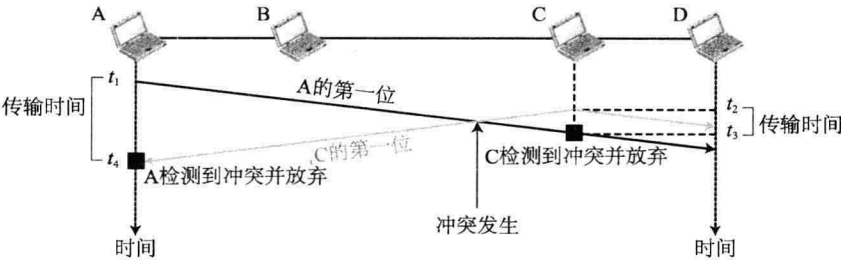 A B C D
t₁
A的第一位
t₂
传输时间
t₃
传输时间
C的第一位
C检测到冲突并放弃
t₄
A检测到冲突并放弃
冲突发生
时间
时间